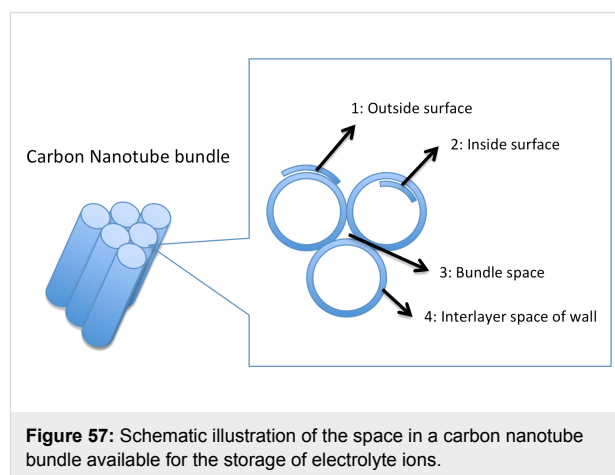 1: Outside surface
2: Inside surface
Carbon Nanotube bundle
3: Bundle space
4: Interlayer space of wall
Figure 57: Schematic illustration of the space in a carbon nanotube
bundle available for the storage of electrolyte ions.